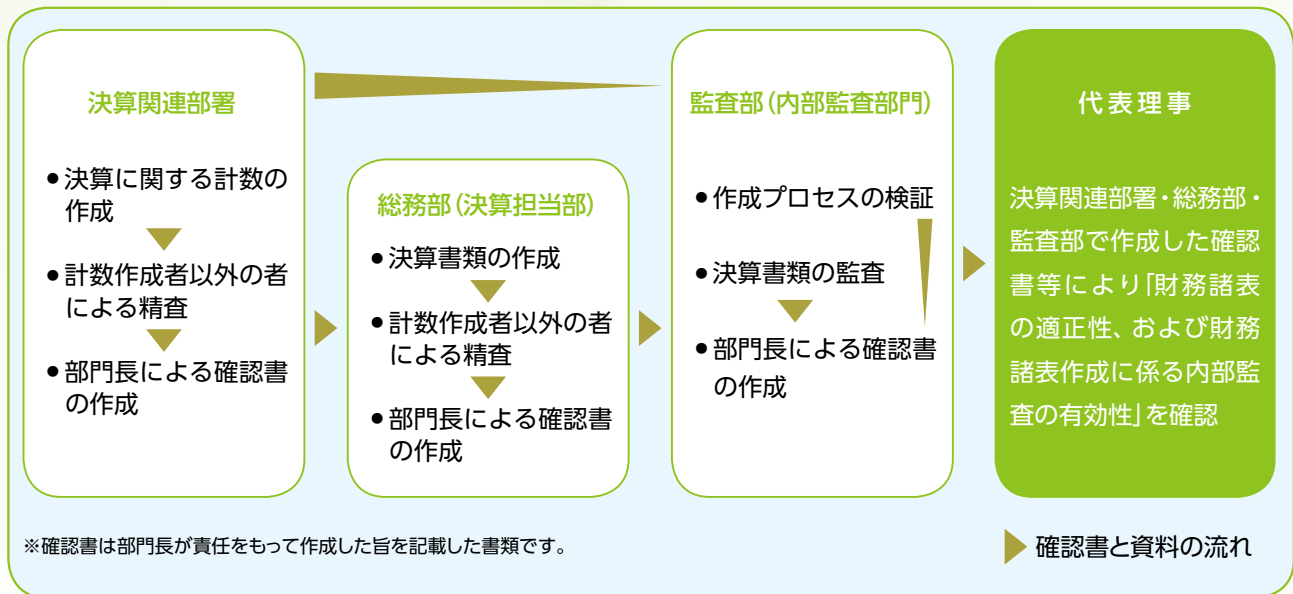 決算関連部署
●決算に関する計数の
作成
●計数作成者以外の者
による精査
●部門長による確認書
の作成
総務部（決算担当部）
●決算書類の作成
●計数作成者以外の者
による精査
●部門長による確認書
の作成
監査部（内部監査部門）
●作成プロセスの検証
●決算書類の監査
●部門長による確認書
の作成
代表理事
決算関連部署・総務部・
監査部で作成した確認
書等により「財務諸表
の適正性、および財務
諸表作成に係る内部監
査の有効性」を確認
※確認書は部門長が責任をもって作成した旨を記載した書類です。
確認書と資料の流れ